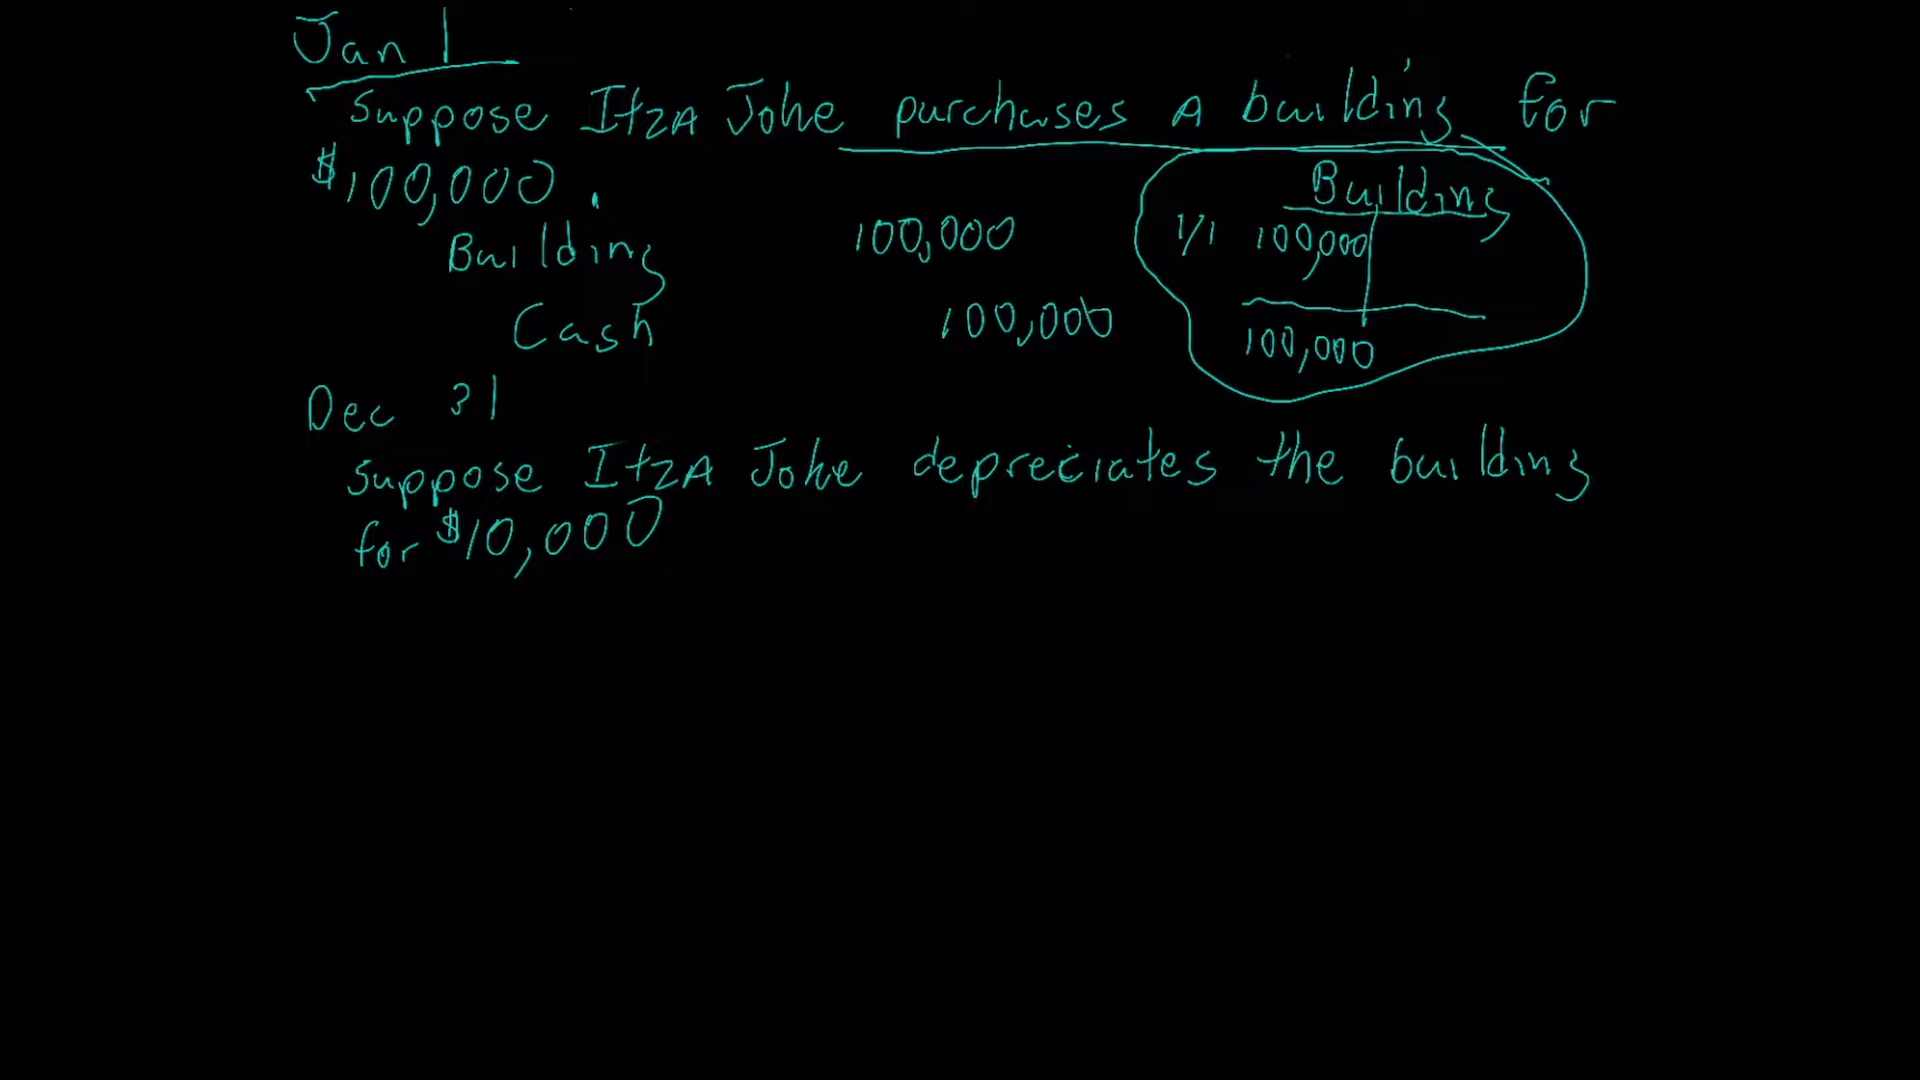 Jan 1
Suppose ItzA Joke purchases A building for
$100,000.
Building 100,000
Cash 100,000
Building
1/1 100,000
100,000
Dec 31
Suppose ItzA Joke depreciates the building
for $10,000